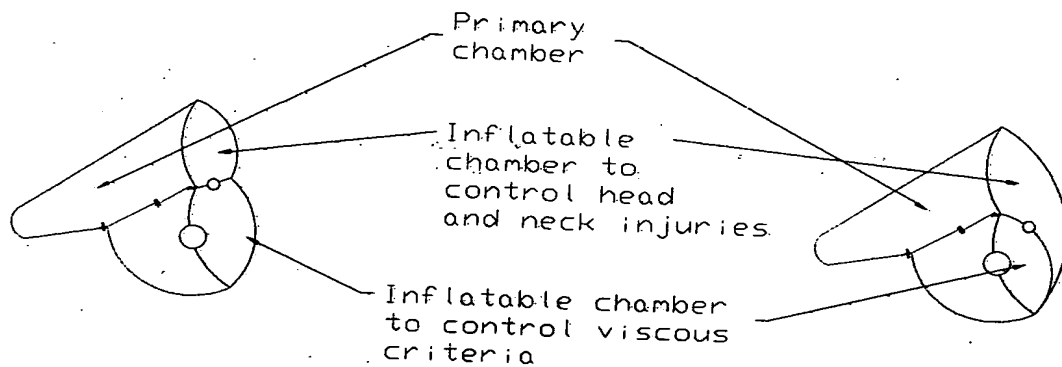 Primary
chamber
Inflatable
chamber to
control head
and neck injuries
Inflatable chamber
to control viscous
criteria